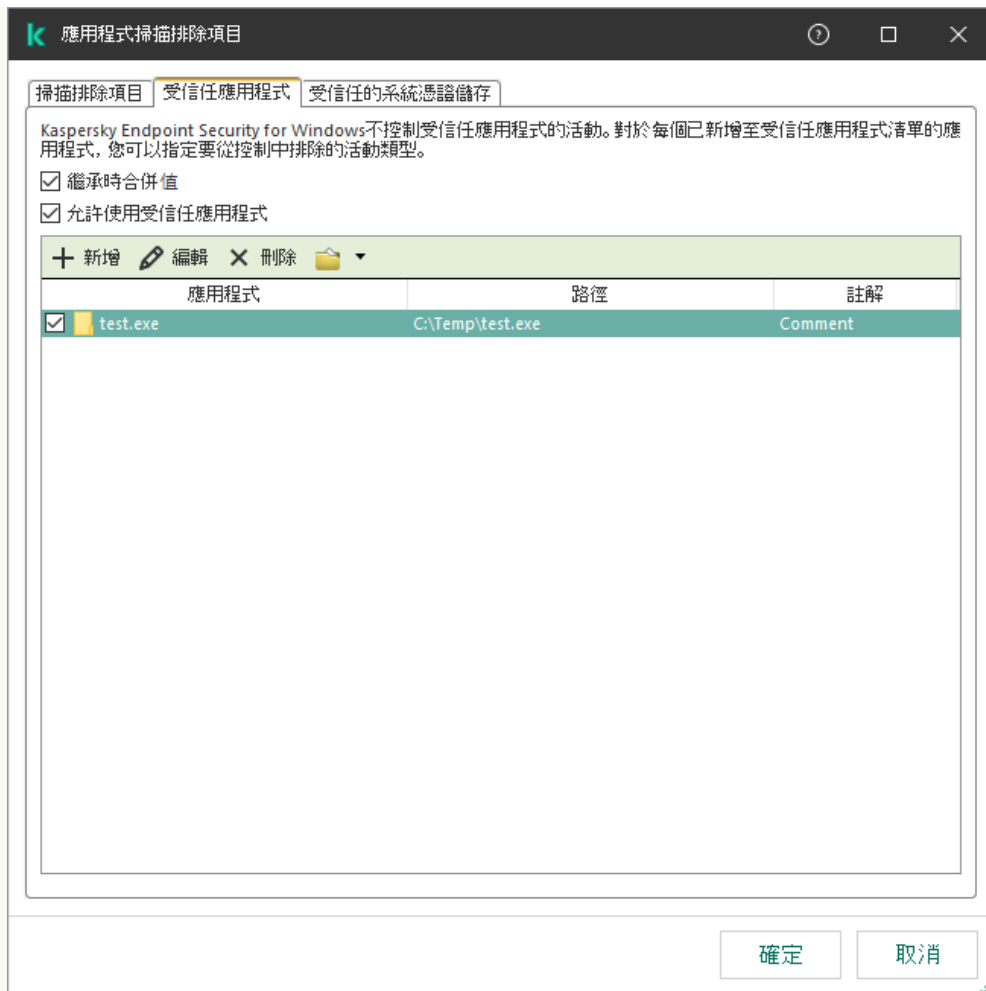 應用程式掃描排除項目
掃描排除項目 受信任應用程式 受信任的系統憑證儲存
Kaspersky Endpoint Security for Windows不控制受信任應用程式的活動。對於每個已新增至受信任應用程式清單的應
用程式，您可以指定要從控制中排除的活動類型。
繼承時合併值
允許使用受信任應用程式
新增 編輯 刪除
應用程式 路徑 註解
test.exe C:\Temp\test.exe Comment
確定 取消